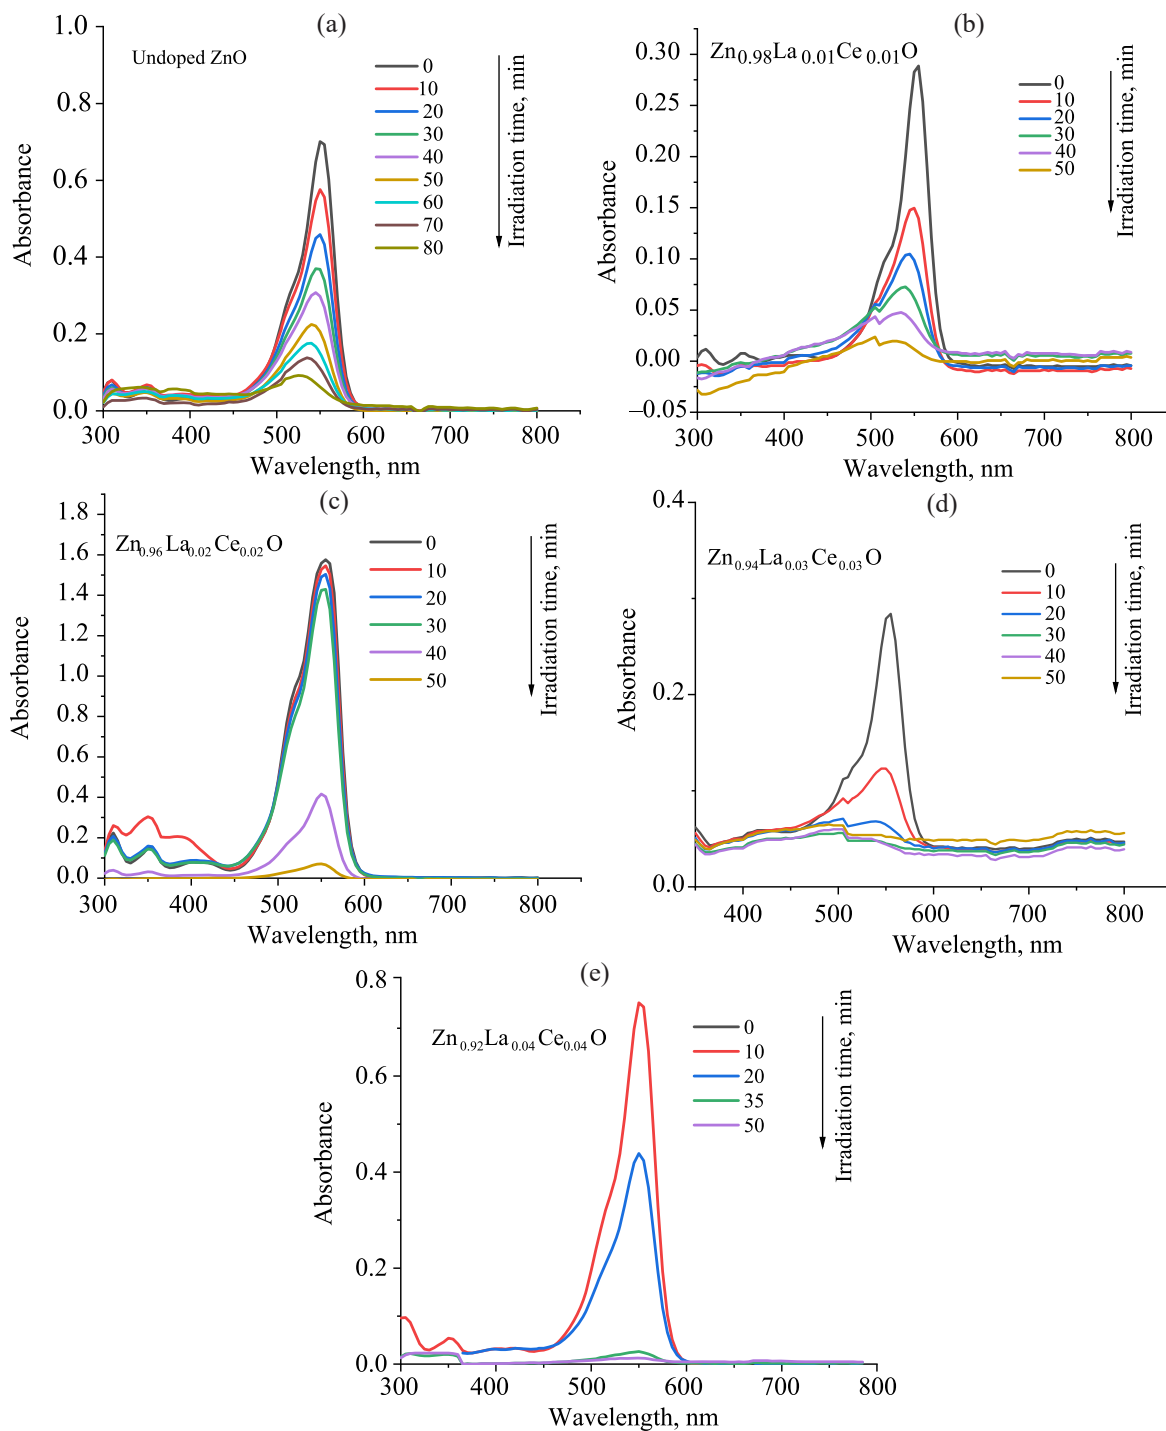 (a)
Undoped ZnO
0
10
20
30
40
50
60
70
80
Irradiation time, min
Absorbance
1.0
0.8
0.6
0.4
0.2
0.0
300 400 500 600 700 800
Wavelength, nm
(b)
Zn0.98La0.01Ce0.01O
0
10
20
30
40
50
Irradiation time, min
Absorbance
0.30
0.25
0.20
0.15
0.10
0.05
0.00
–0.05
300 400 500 600 700 800
Wavelength, nm
(c)
Zn0.96La0.02Ce0.02O
0
10
20
30
40
50
Irradiation time, min
Absorbance
1.8
1.6
1.4
1.2
1.0
0.8
0.6
0.4
0.2
0.0
300 400 500 600 700 800
Wavelength, nm
(d)
Zn0.94La0.03Ce0.03O
0
10
20
30
40
50
Irradiation time, min
Absorbance
0.4
0.2
0.0
400 500 600 700 800
Wavelength, nm
(e)
Zn0.92La0.04Ce0.04O
0
10
20
35
50
Irradiation time, min
Absorbance
0.8
0.6
0.4
0.2
0.0
300 400 500 600 700 800
Wavelength, nm